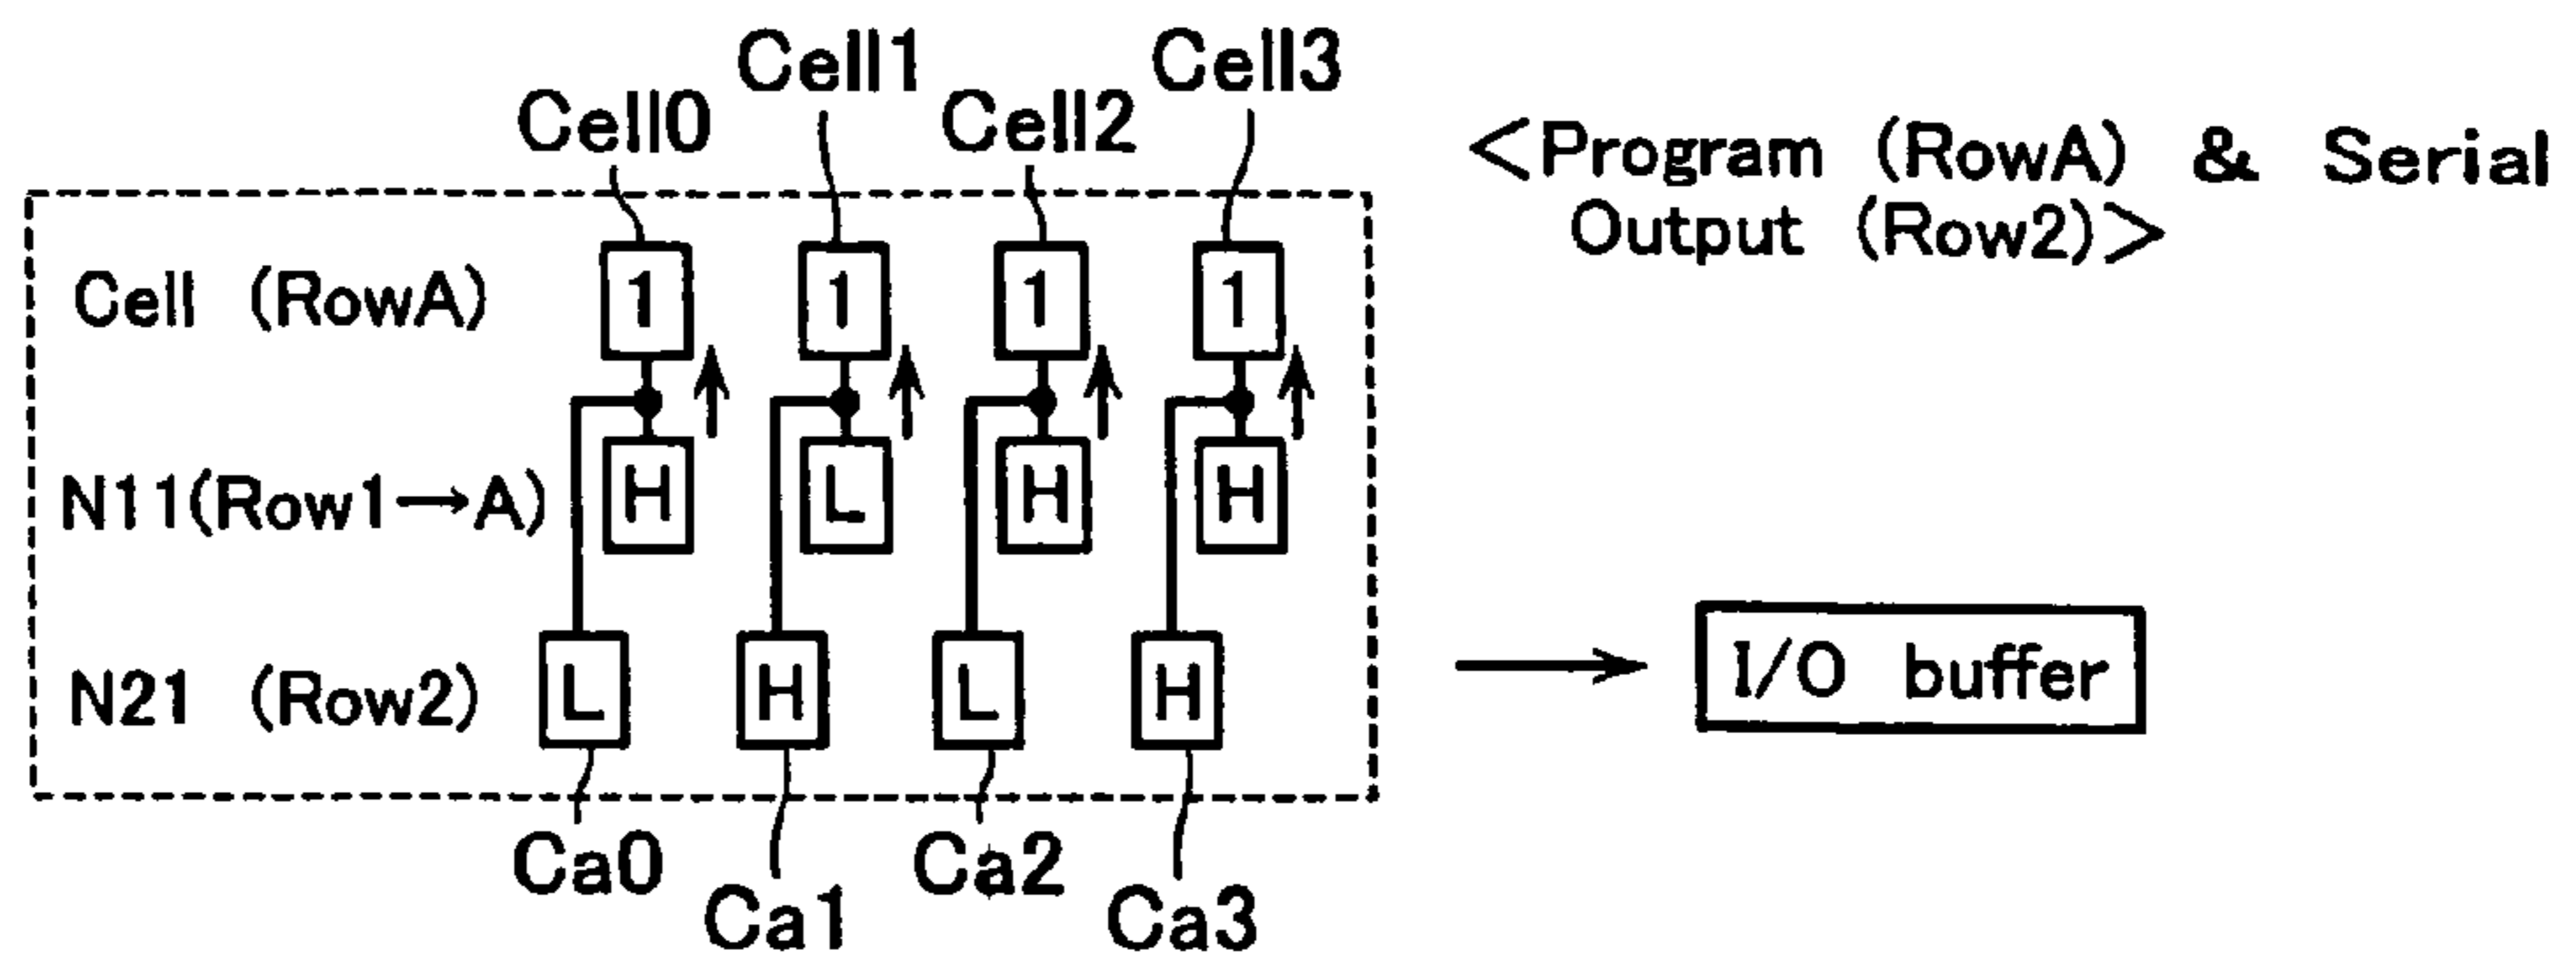 Cell1 Cell3
Cell0 Cell2
<Program (RowA) & Serial
Output (Row2)>
Cell (RowA) 1 1 1 1
N11(Row1→A) H L H H
N21 (Row2) L H L H
I/O buffer
Ca0 Ca2
Ca1 Ca3